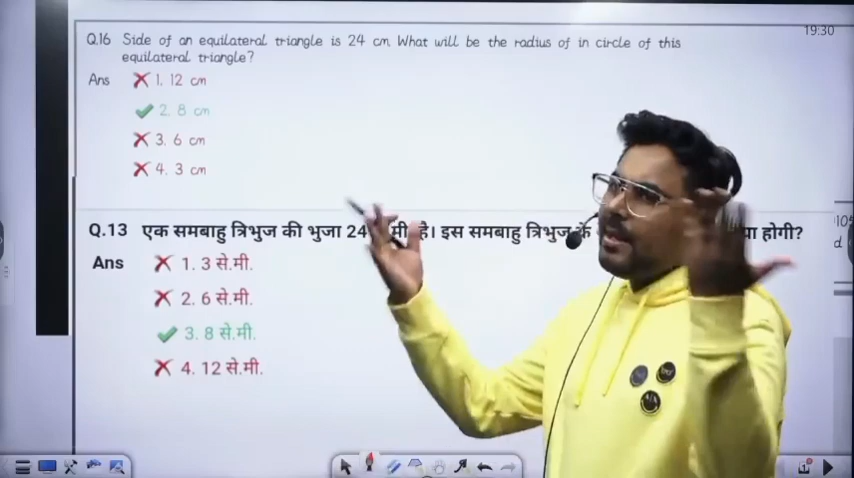 19:30
Q.16 Side of an equilateral triangle is 24 cm. What will be the radius of in circle of this
equilateral triangle?
Ans 1. 12 cm
2. 8 cm
3. 6 cm
4. 3 cm
Q.13 एक समबाहु त्रिभुज की भुजा 24 मी है। इस समबाहु त्रिभुज के होगी?
Ans 1. 3 से.मी.
2. 6 से.मी.
3. 8 से.मी.
4. 12 से.मी.